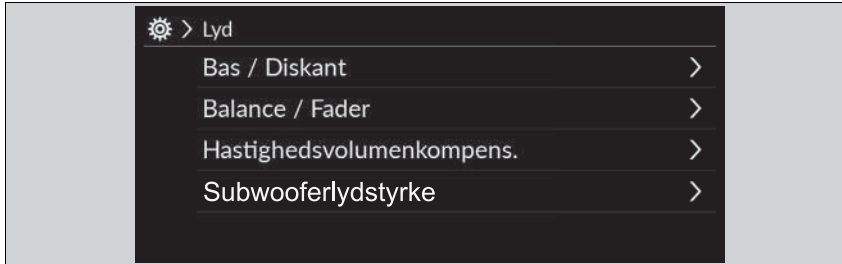 Lyd
Bas / Diskant
Balance / Fader
Hastighedsvolumenkompens.
Subwooferlydstyrke